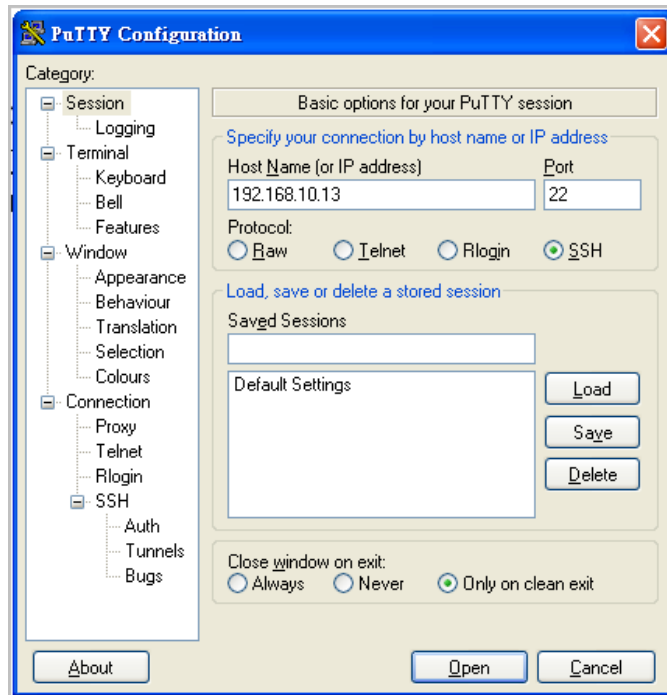 PuTTY Configuration
Category:
Session
Logging
Terminal
Keyboard
Bell
Features
Window
Appearance
Behaviour
Translation
Selection
Colours
Connection
Proxy
Telnet
Rlogin
SSH
Auth
Tunnels
Bugs
Basic options for your PuTTY session
Specify your connection by host name or IP address
Host Name (or IP address) Port
192.168.10.13 22
Protocol:
Raw Telnet Rlogin SSH
Load, save or delete a stored session
Saved Sessions
Default Settings
Load
Save
Delete
Close window on exit:
Always Never Only on clean exit
About Open Cancel